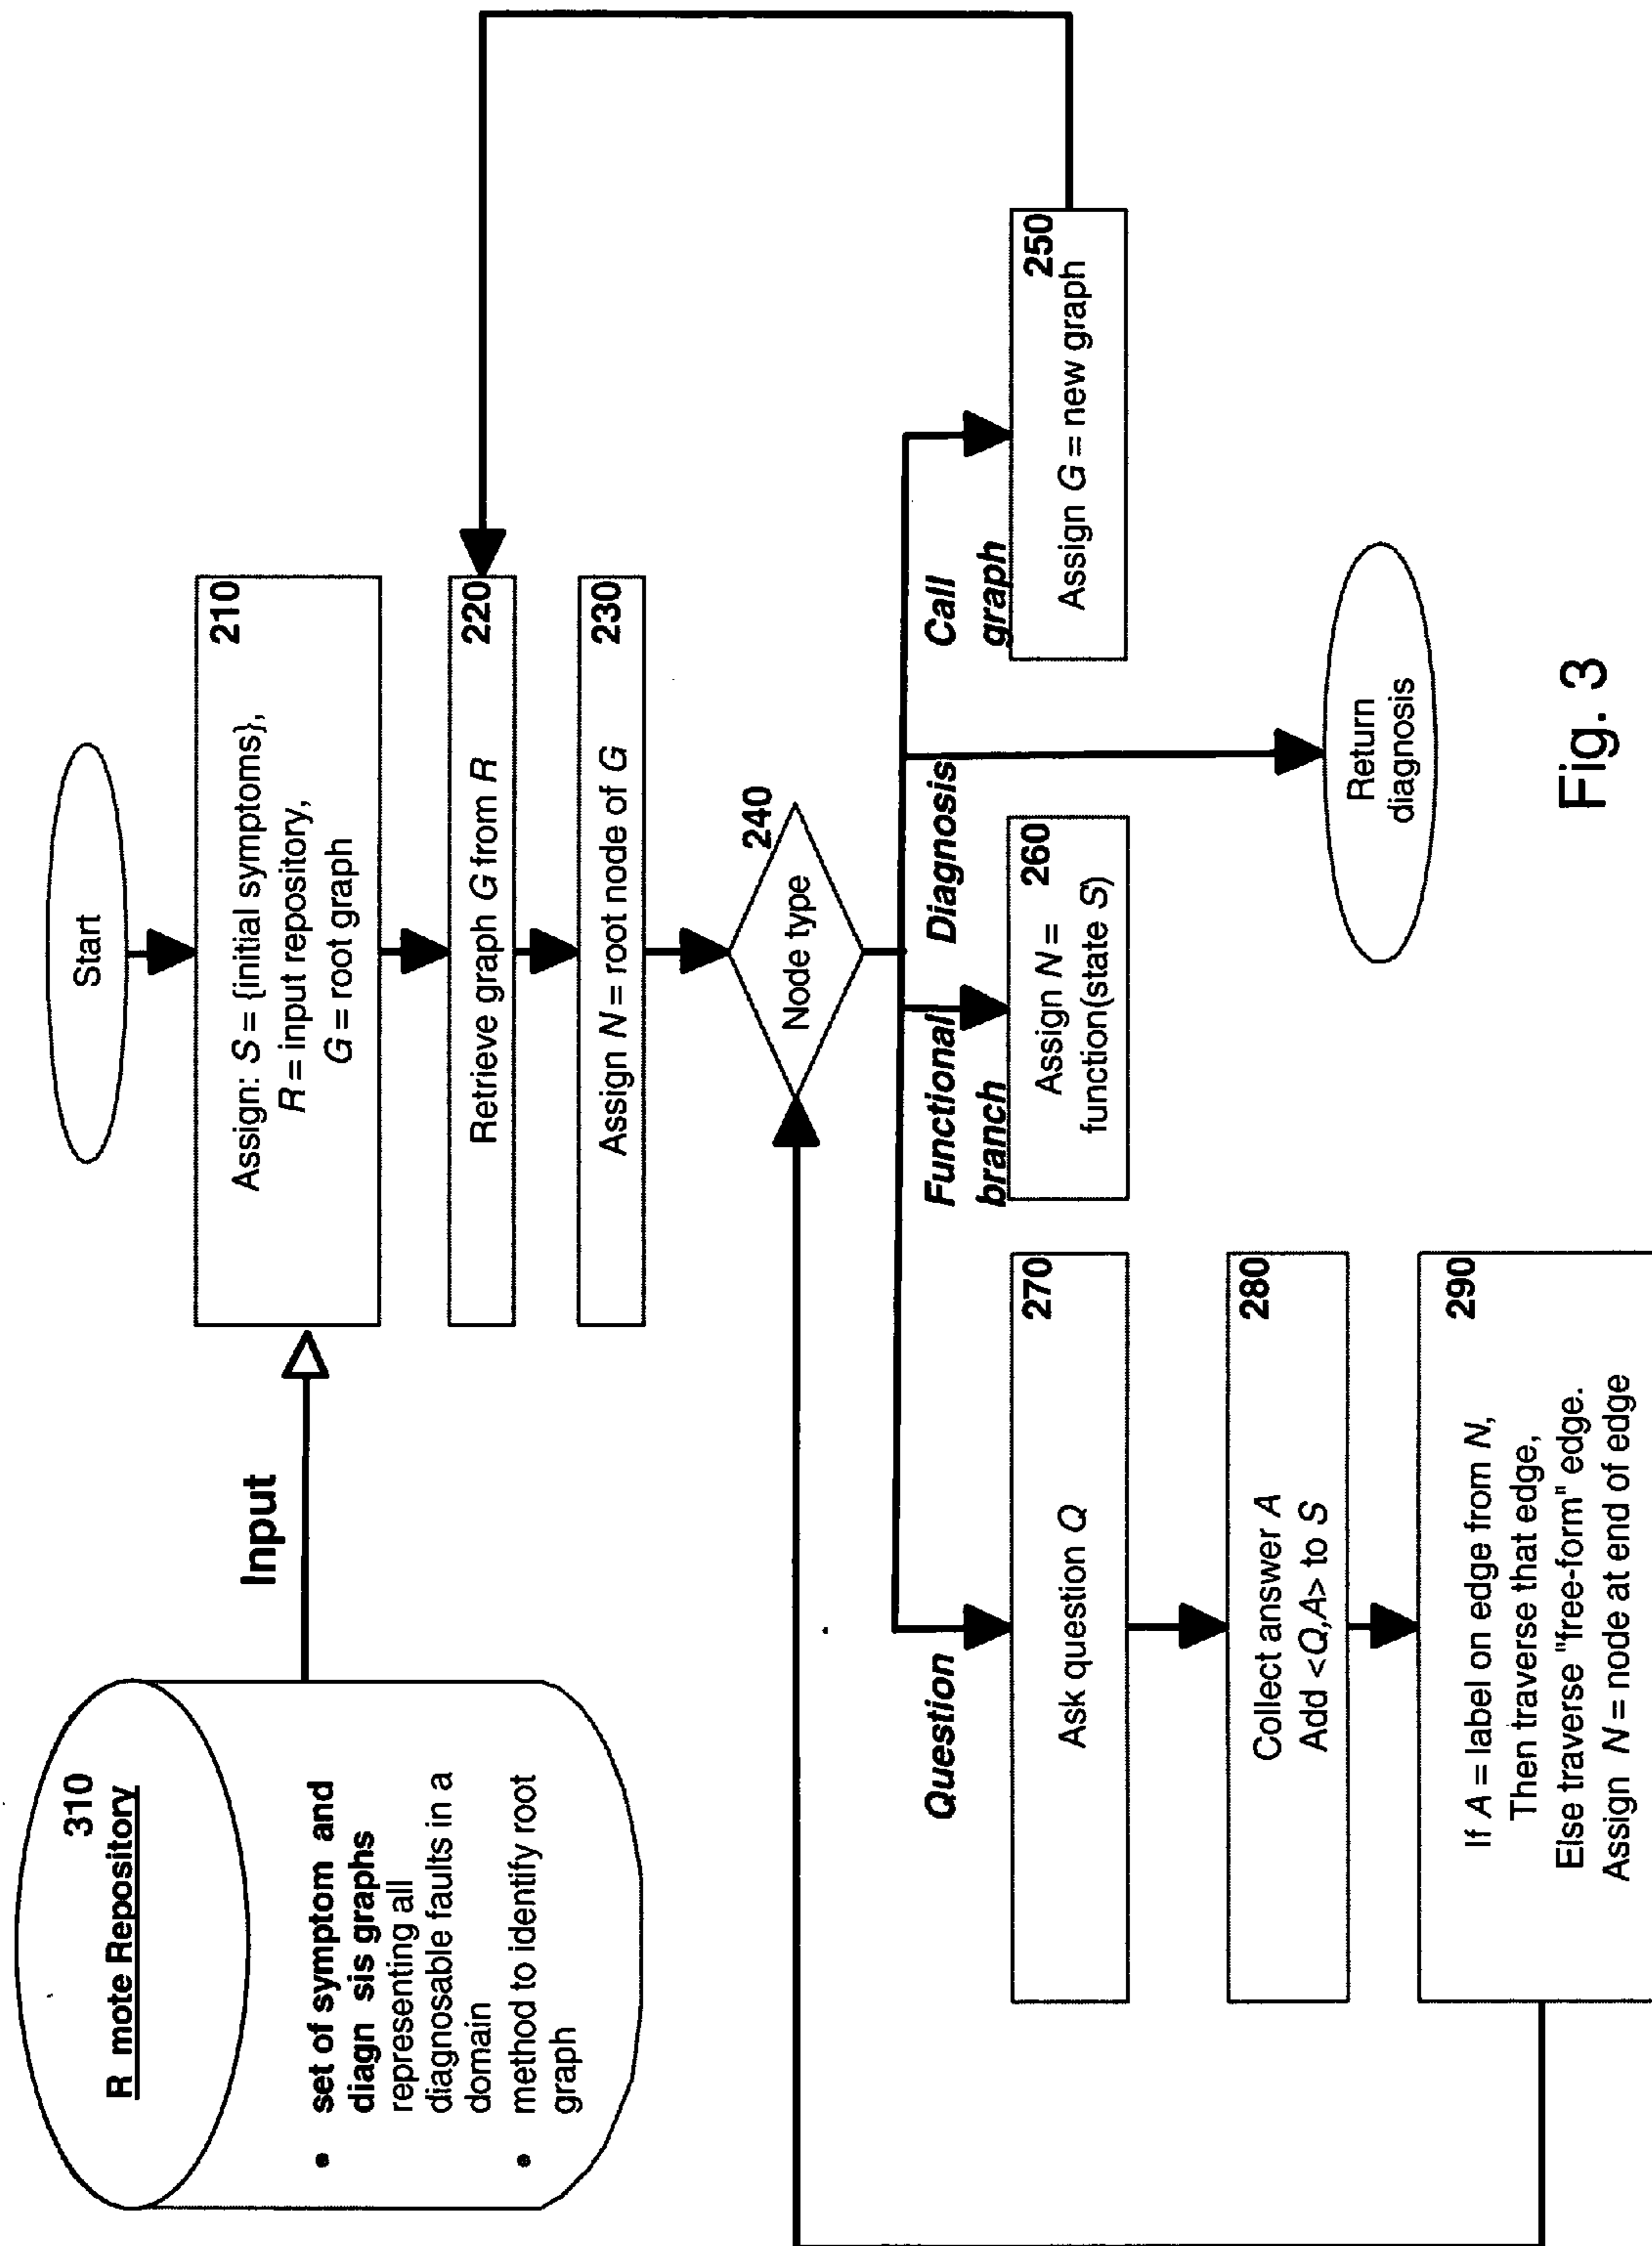 310
R mote Repository
• set of symptom and
diagn sis graphs
representing all
diagnosable faults in a
domain
• method to identify root
graph
Input
Start
210
Assign: S = {initial symptoms},
R = input repository,
G = root graph
220
Retrieve graph G from R
230
Assign N = root node of G
240
Node type
Question
270
Ask question Q
280
Collect answer A
Add <Q,A> to S
290
If A = label on edge from N,
Then traverse that edge,
Else traverse "free-form" edge.
Assign N = node at end of edge
Functional
branch
260
Assign N =
function(state S)
Diagnosis
Return
diagnosis
Call
graph
250
Assign G = new graph
Fig. 3